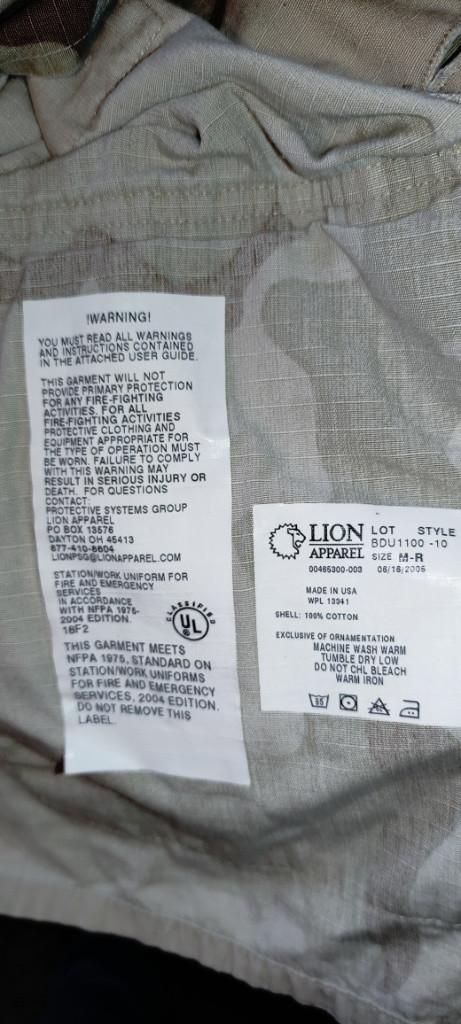 !WARNING!
YOU MUST READ ALL WARNINGS
AND INSTRUCTIONS CONTAINED
IN THE ATTACHED USER GUIDE.
THIS GARMENT WILL NOT
PROVIDE PRIMARY PROTECTION
FOR ANY FIRE-FIGHTING
ACTIVITIES. FOR ALL
FIRE-FIGHTING ACTIVITIES
PROTECTIVE CLOTHING AND
EQUIPMENT APPROPRIATE FOR
THE TYPE OF OPERATION MUST
BE WORN. FAILURE TO COMPLY
WITH THIS WARNING MAY
RESULT IN SERIOUS INJURY OR
DEATH. FOR QUESTIONS
CONTACT:
PROTECTIVE SYSTEMS GROUP
LION APPAREL
PO BOX 13576
DAYTON OH 45413
877-410-6604
LIONPSG@LIONAPPAREL.COM
STATION/WORK UNIFORM FOR
FIRE AND EMERGENCY
SERVICES
IN ACCORDANCE
WITH NFPA 1975-
2004 EDITION.
18F2
CLASSIFIED
UL
THIS GARMENT MEETS
NFPA 1975, STANDARD ON
STATION/WORK UNIFORMS
FOR FIRE AND EMERGENCY
SERVICES, 2004 EDITION.
DO NOT REMOVE THIS
LABEL.
LION APPAREL
LOT STYLE
BDU1100 -10
SIZE M-R
00465300-003 06/16/2005
MADE IN USA
WPL 13341
SHELL: 100% COTTON
EXCLUSIVE OF ORNAMENTATION
MACHINE WASH WARM
TUMBLE DRY LOW
DO NOT CHL BLEACH
WARM IRON